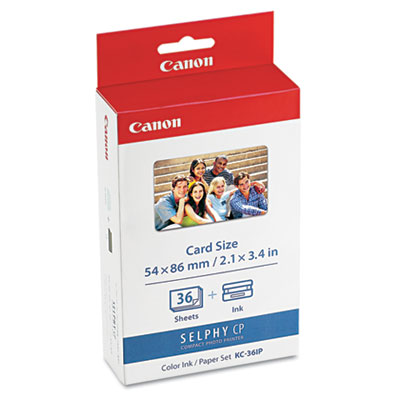 Canon
Canon
Card Size
54×86 mm / 2.1×3.4 in
36 +
Sheets Ink
SELPHY CP
COMPACT PHOTO PRINTER
Color Ink / Paper Set KC-36IP